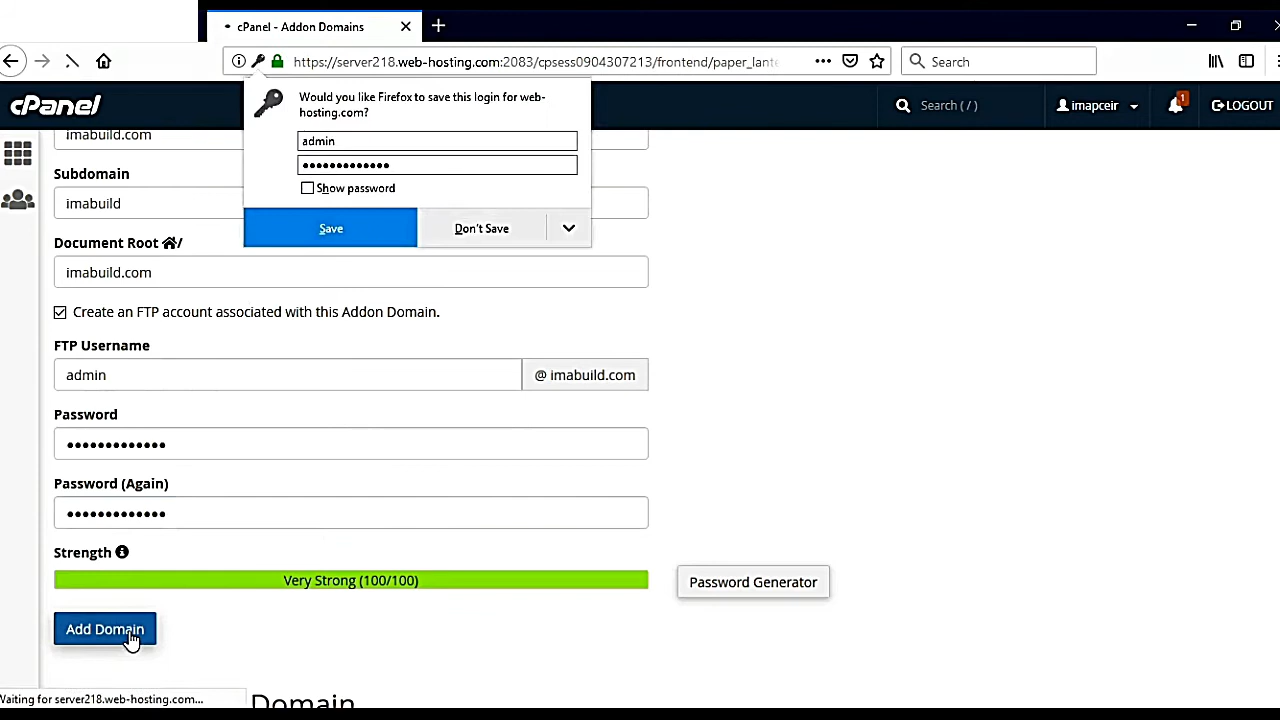 cPanel - Addon Domains
https://server218.web-hosting.com:2083/cpsess0904307213/frontend/paper_lante
Search
cPanel
Search ( / )
imapceir
1
LOGOUT
Would you like Firefox to save this login for web-
hosting.com?
admin
•••••••••••••
Show password
Save
Don't Save
imabuild.com
Subdomain
imabuild
Document Root /
imabuild.com
Create an FTP account associated with this Addon Domain.
FTP Username
admin
@ imabuild.com
Password
•••••••••••••
Password (Again)
•••••••••••••
Strength
Very Strong (100/100)
Password Generator
Add Domain
Waiting for server218.web-hosting.com...
Domain